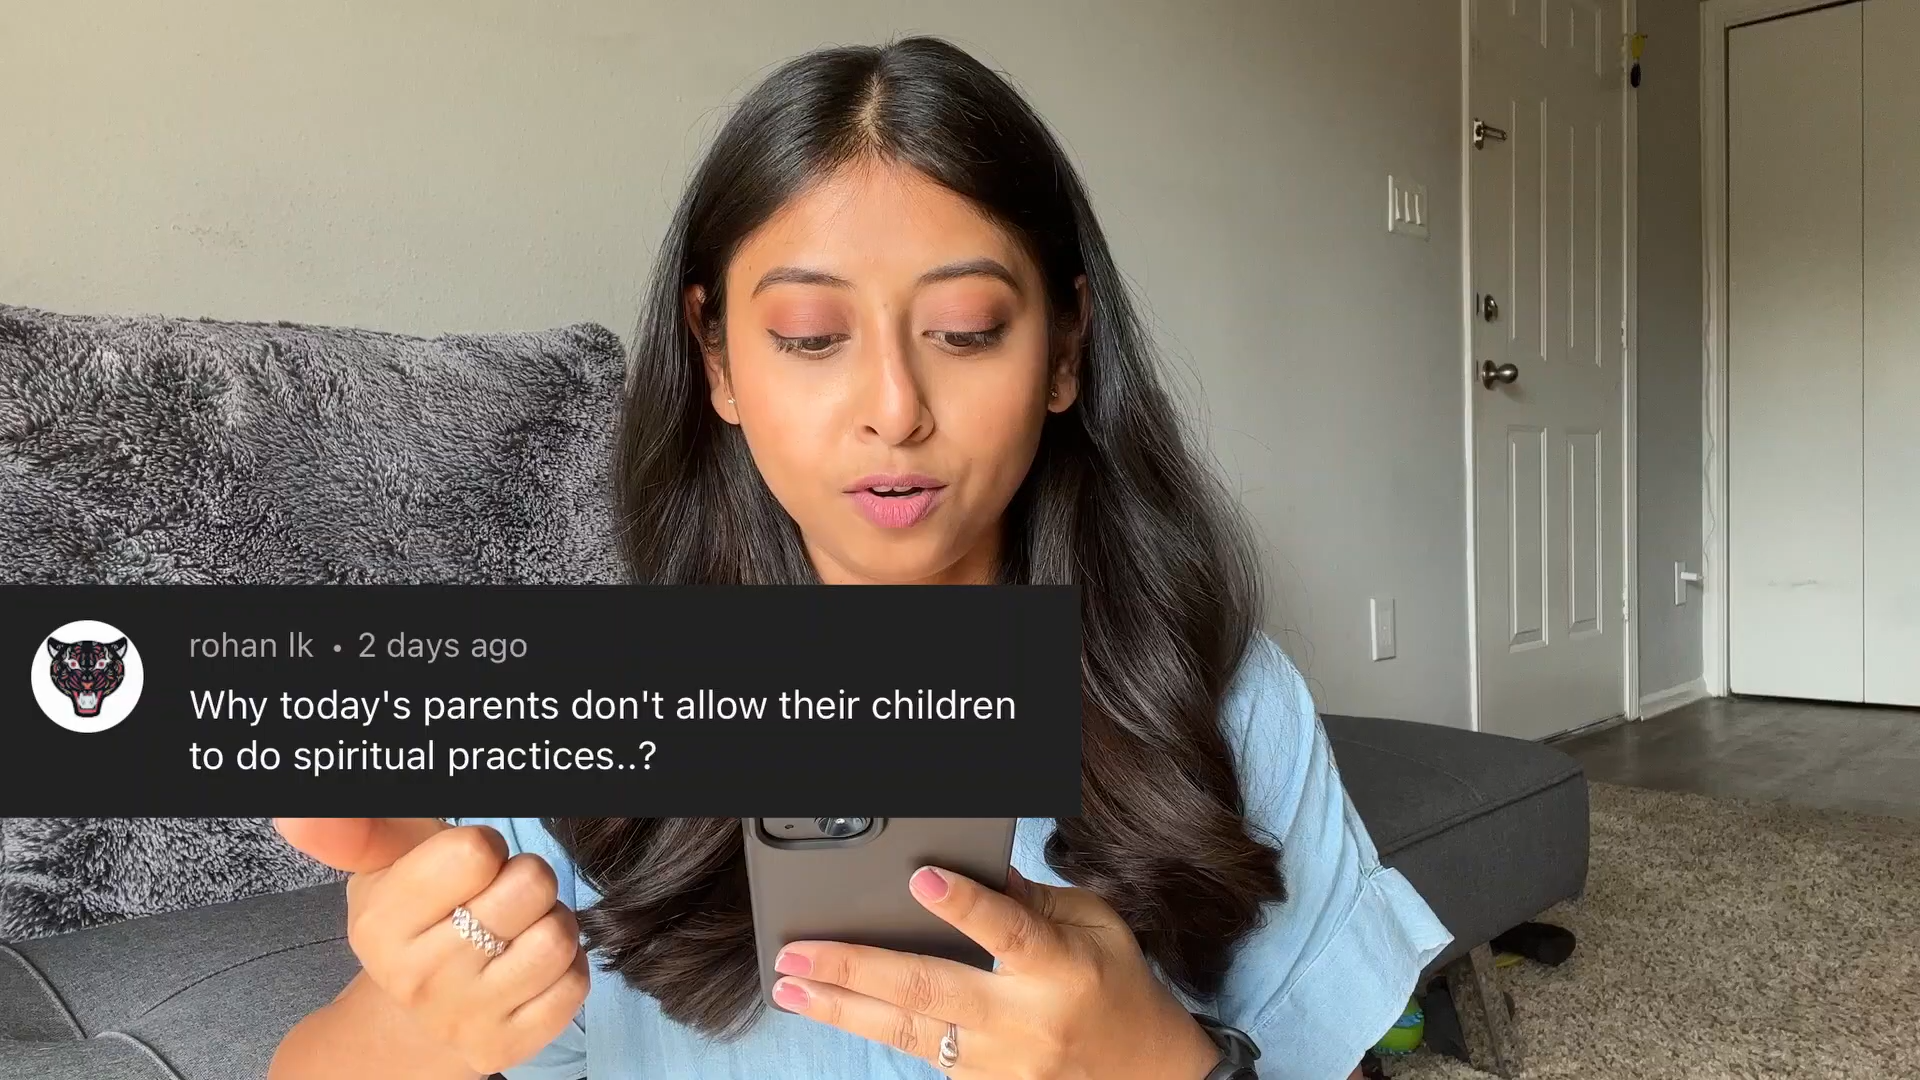 rohan lk • 2 days ago
Why today's parents don't allow their children
to do spiritual practices..?